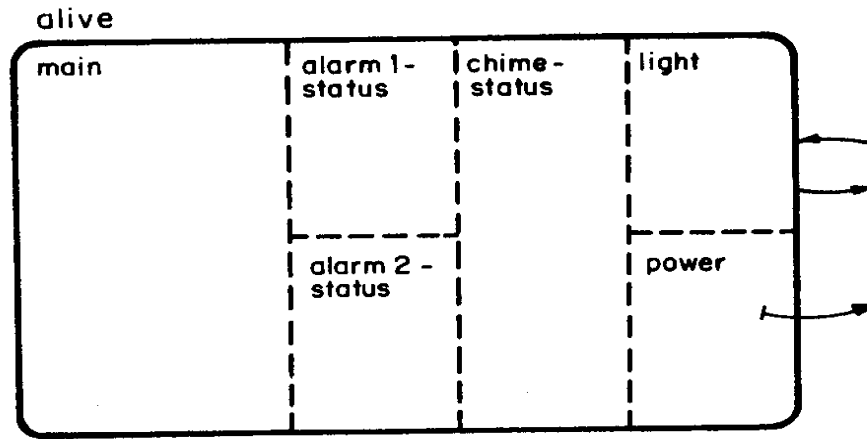 alive
main
alarm 1-
status
chime-
status
light
alarm 2-
status
power